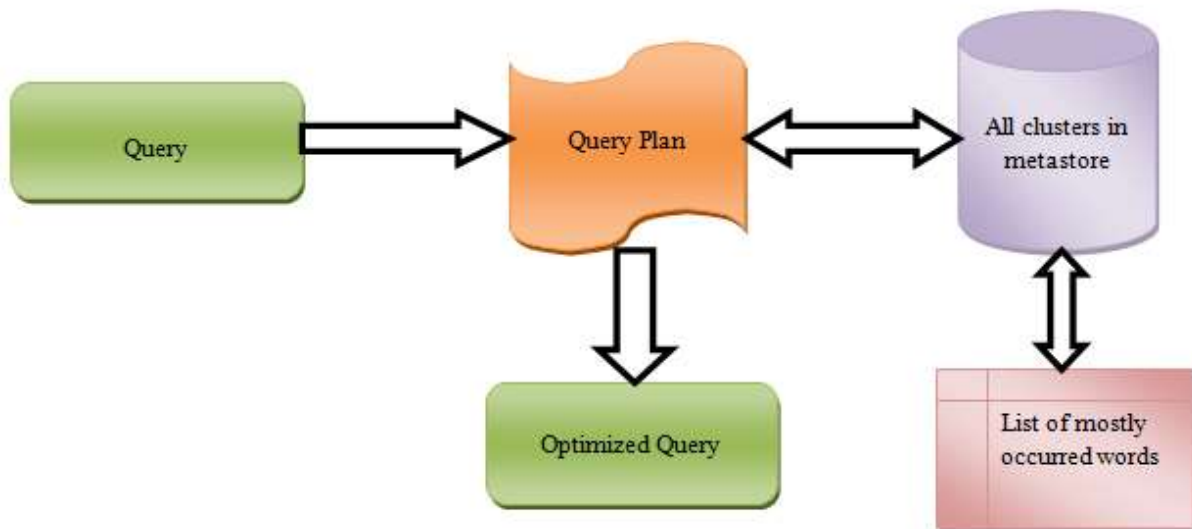 Query
Query Plan
All clusters in
metastore
Optimized Query
List of mostly
occurred words